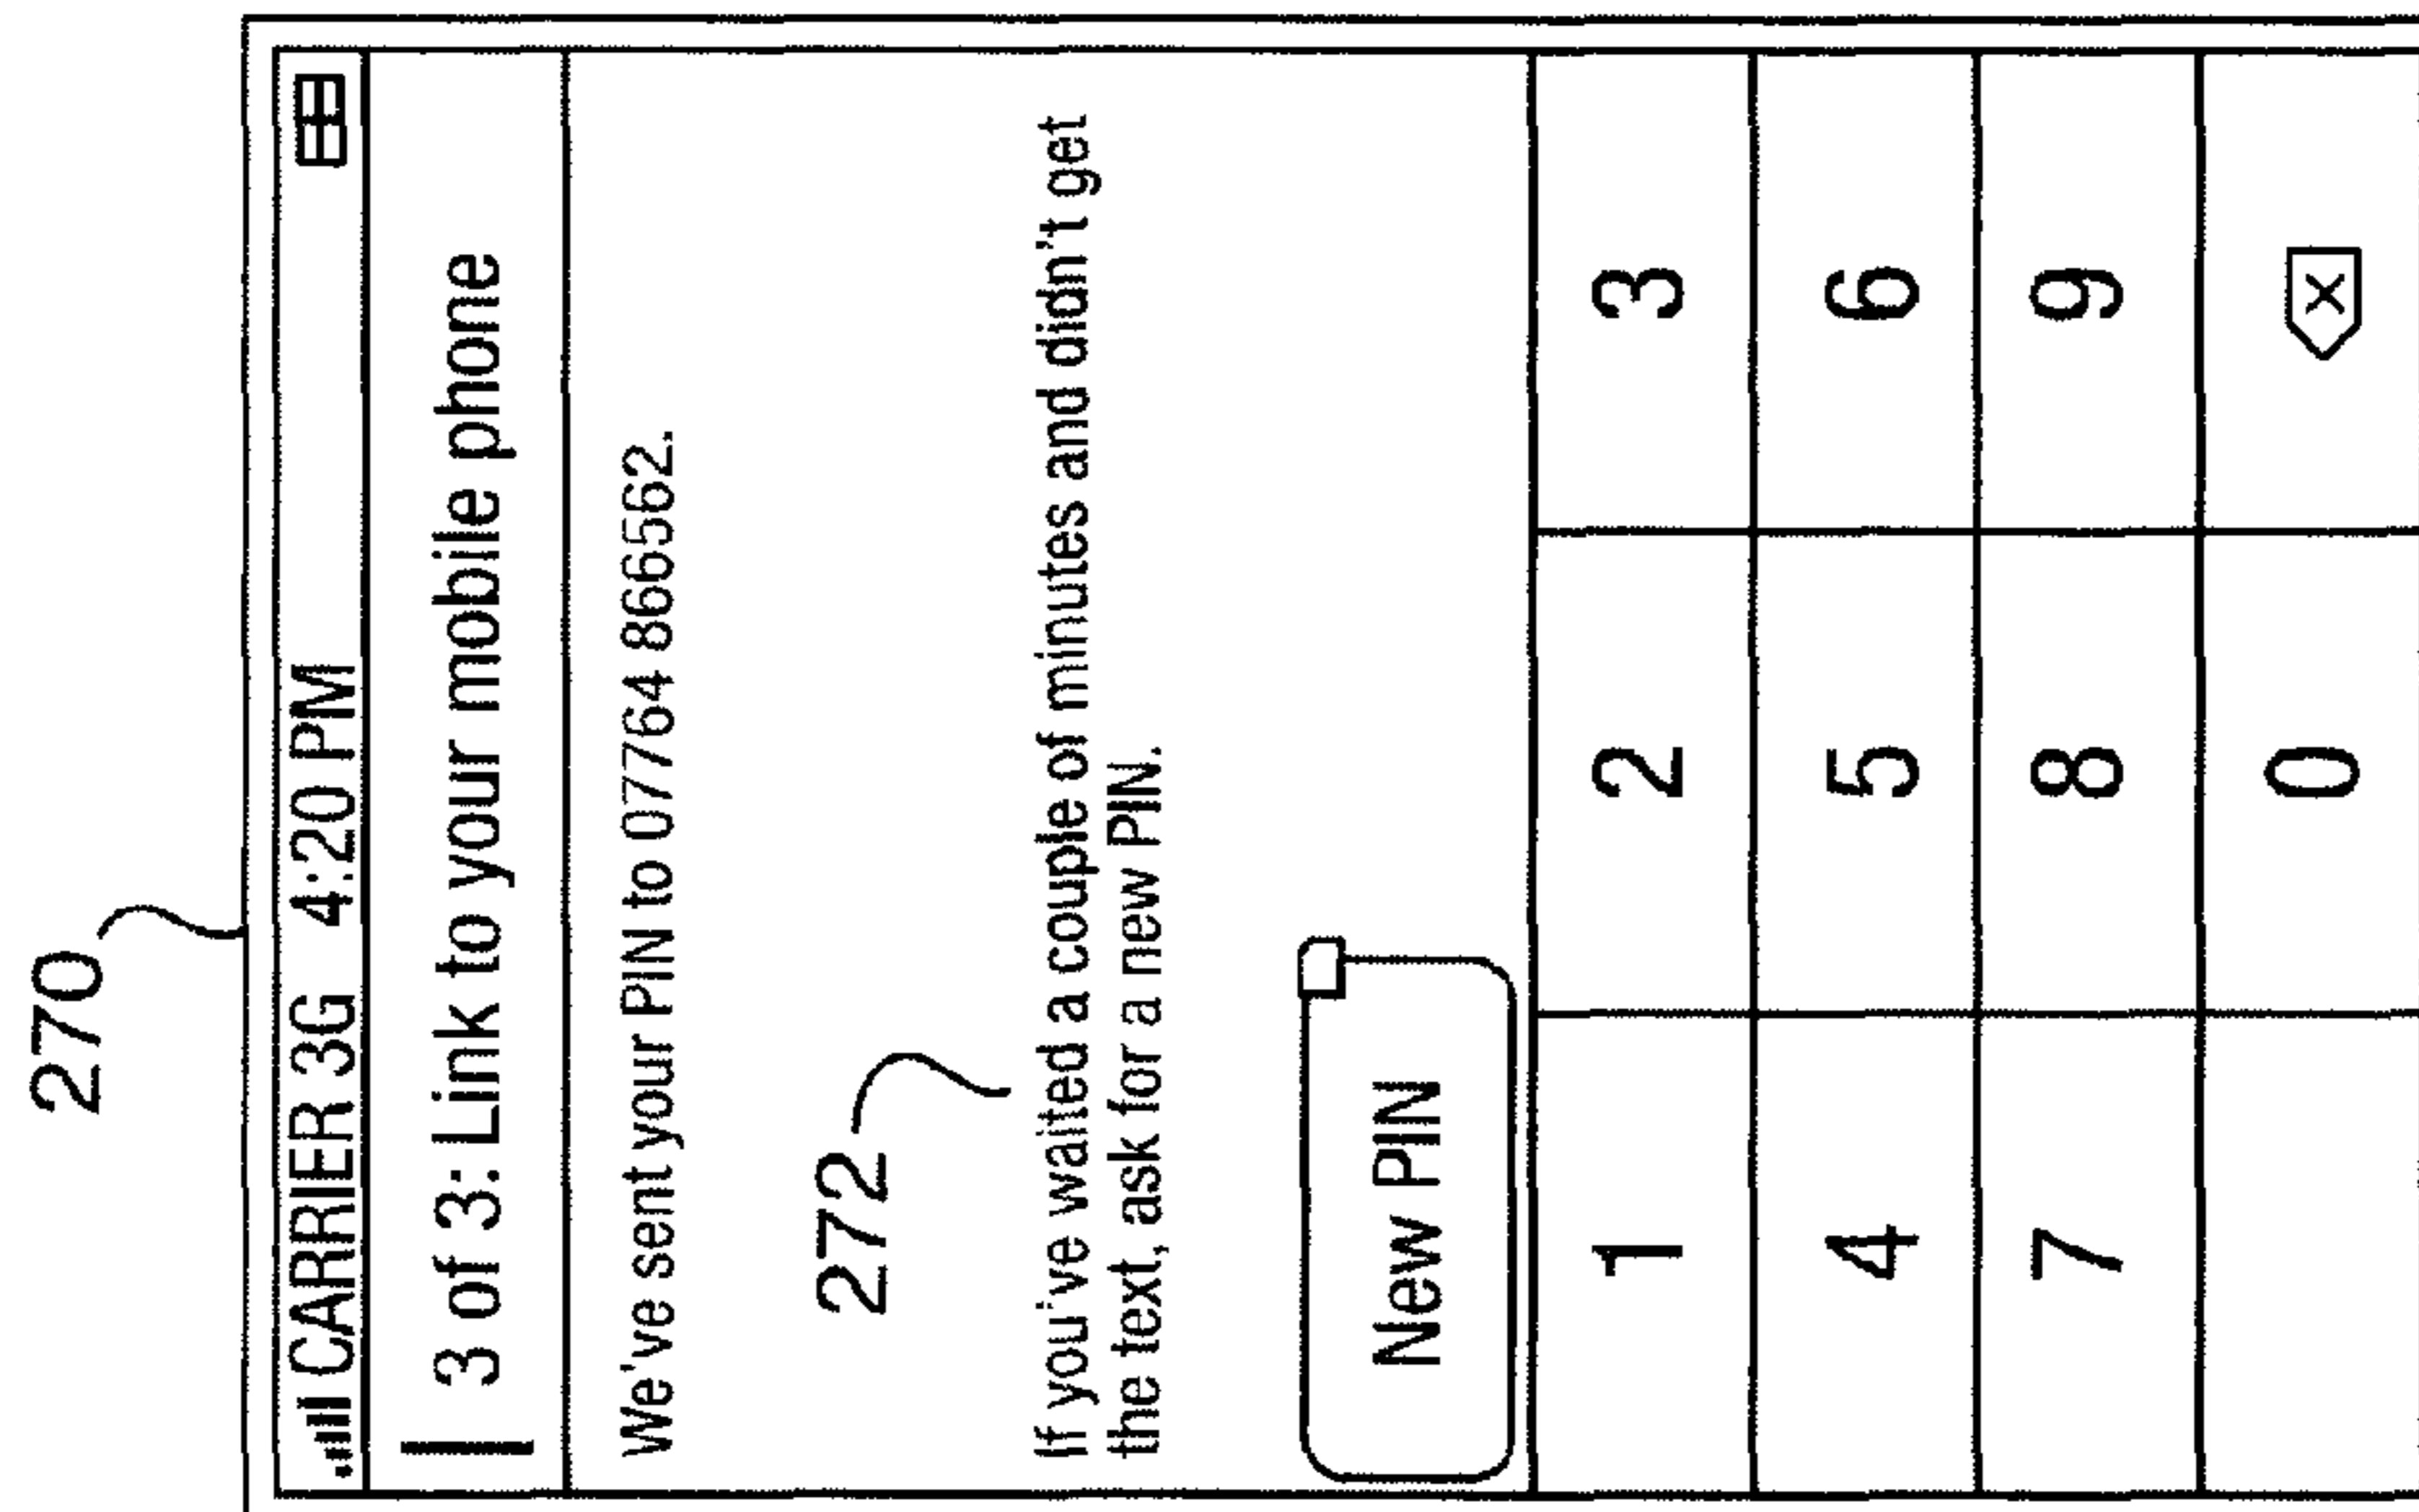 270
CARRIER 3G 4:20 PM
3 of 3: Link to your mobile phone
We've sent your PIN to 07764 866562.
272
If you've waited a couple of minutes and didn't get
the text, ask for a new PIN.
New PIN
1 2 3
4 5 6
7 8 9
0 X